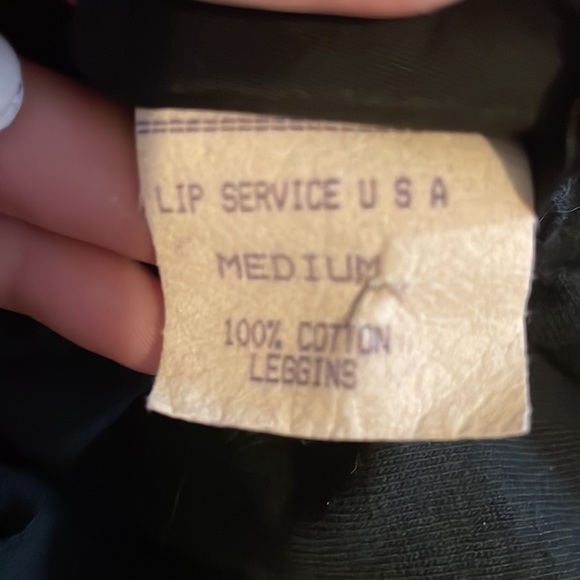 LIP SERVICE U S A
MEDIUM
100% COTTON
LEGGINS